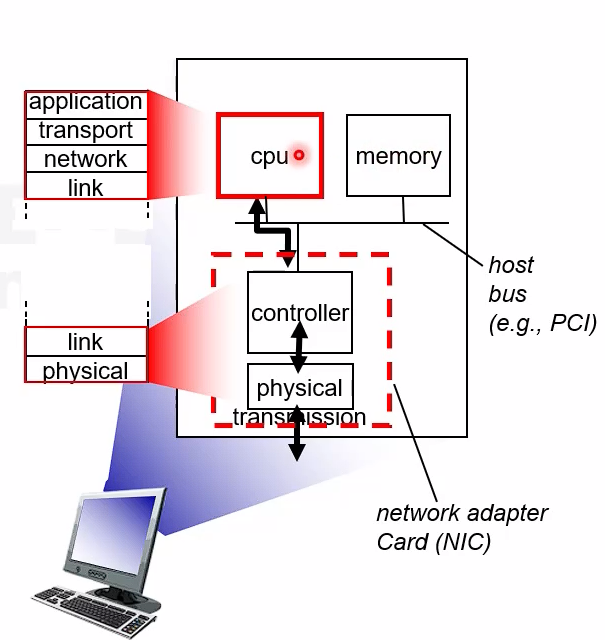 application
transport
network
link
cpu
memory
host
bus
(e.g., PCI)
controller
link
physical
physical
transmission
network adapter
Card (NIC)